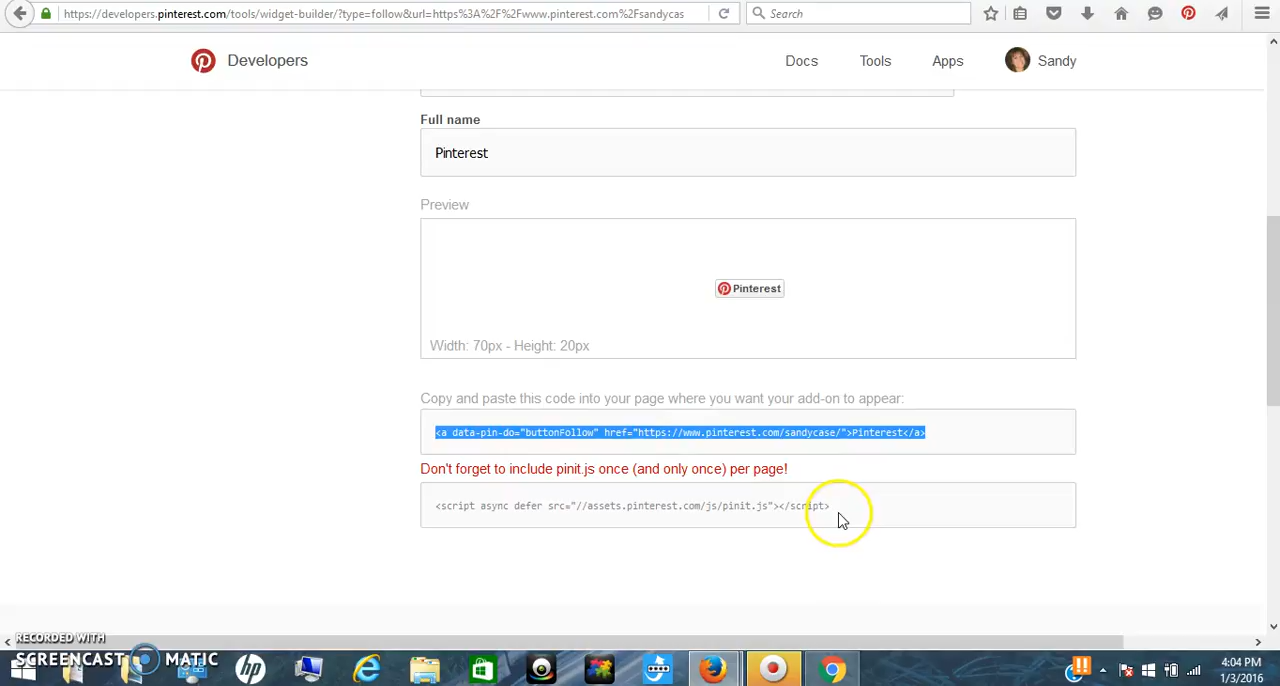 https://developers.pinterest.com/tools/widget-builder/?type=follow&url=https%3A%2F%2Fwww.pinterest.com%2Fsandycas
Search
Developers
Docs
Tools
Apps
Sandy
Full name
Pinterest
Preview
Pinterest
Width: 70px - Height: 20px
Copy and paste this code into your page where you want your add-on to appear:
<a data-pin-do="buttonFollow" href="https://www.pinterest.com/sandycase/">Pinterest</a>
Don't forget to include pinit.js once (and only once) per page!
<script async defer src="//assets.pinterest.com/js/pinit.js"></script>
RECORDED WITH
SCREENCAST MATIC
hp
4:04 PM
1/3/2016